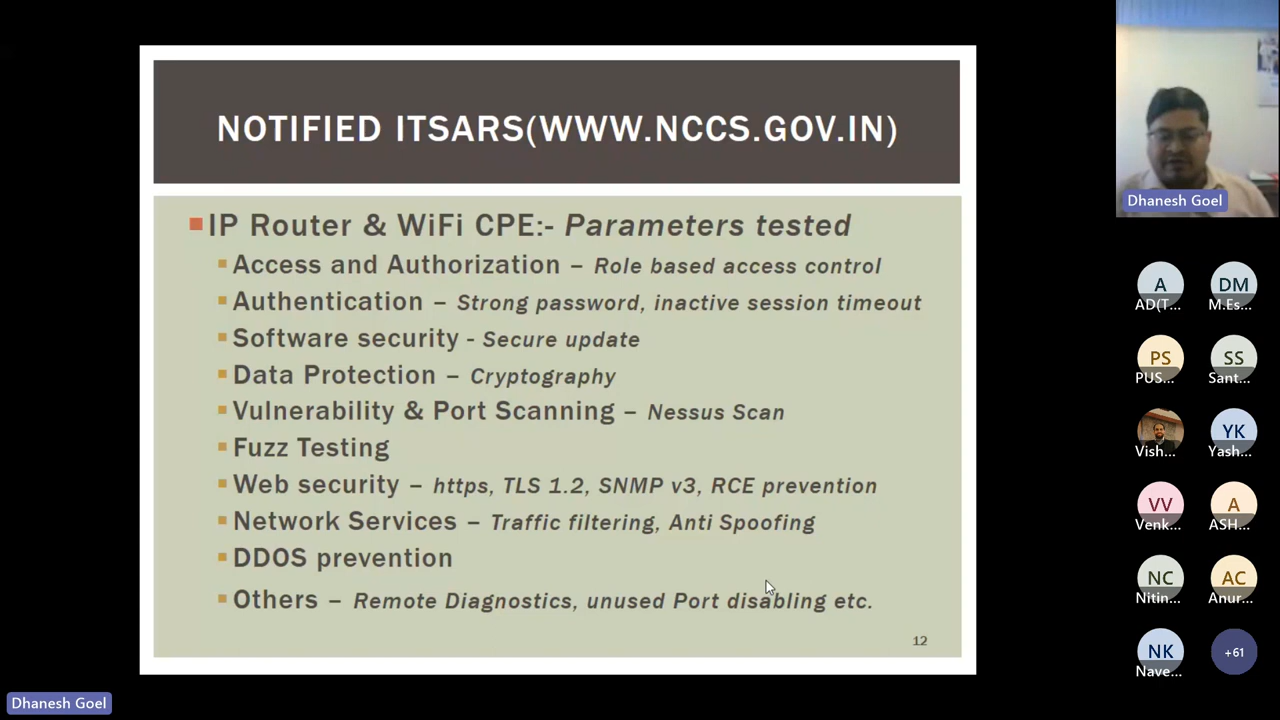 NOTIFIED ITSARS(WWW.NCCS.GOV.IN)
IP Router & WiFi CPE:- Parameters tested
Access and Authorization – Role based access control
Authentication – Strong password, inactive session timeout
Software security - Secure update
Data Protection – Cryptography
Vulnerability & Port Scanning – Nessus Scan
Fuzz Testing
Web security – https, TLS 1.2, SNMP v3, RCE prevention
Network Services – Traffic filtering, Anti Spoofing
DDOS prevention
Others – Remote Diagnostics, unused Port disabling etc.
12
Dhanesh Goel
A DM
AD(T... M.Es...
PS SS
PUS... Sant...
YK
Vish... Yash...
VV A
Venk... ASH...
NC AC
Nitin... Anur...
NK +61
Nave...
Dhanesh Goel